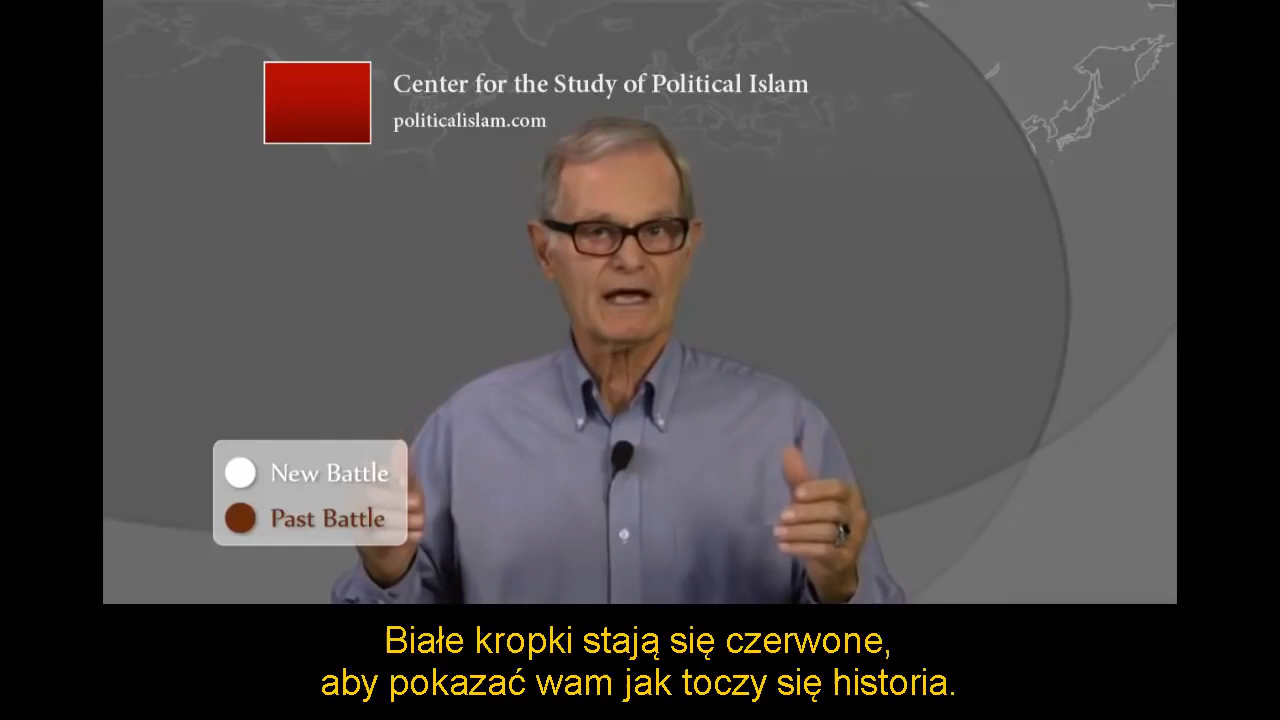 Center for the Study of Political Islam
politicalislam.com
New Battle
Past Battle
Białe kropki stają się czerwone,
aby pokazać wam jak toczy się historia.